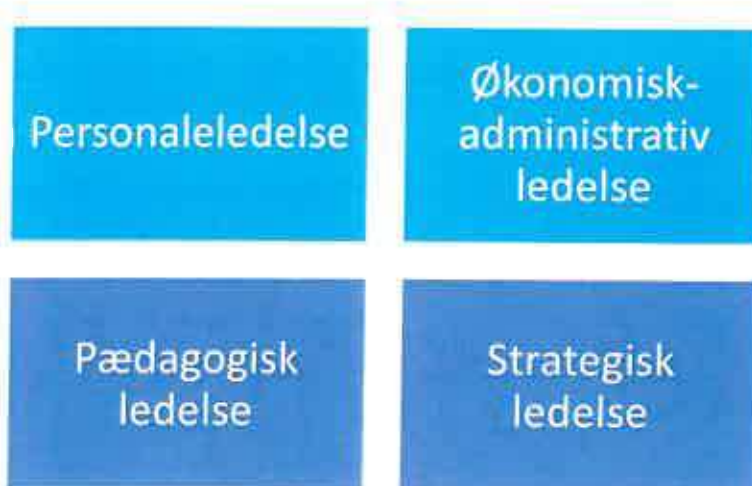 Personaleledelse
Økonomisk-
administrativ
ledelse
Pædagogisk
ledelse
Strategisk
ledelse